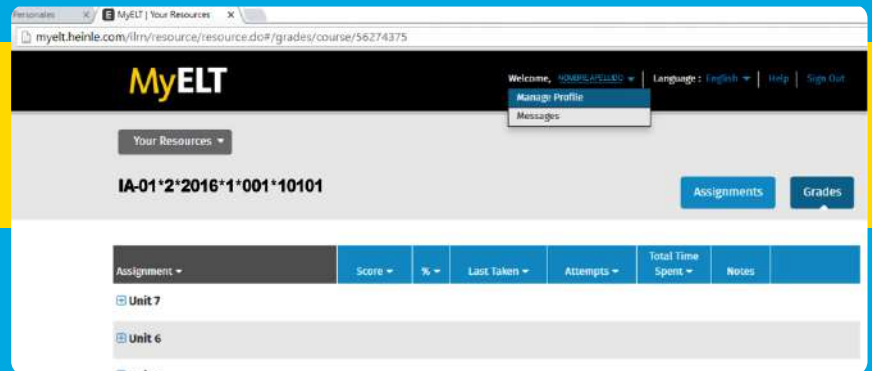 Personales
MyELT | Your Resources
myelt.heinle.com/ilrn/resource/resource.do#/grades/course/56274375
MyELT
Welcome, NOMBREAPELLIDO Language: English Help Sign Out
Manage Profile
Messages
Your Resources
IA-01*2*2016*1*001*10101
Assignments Grades
Assignment Score % Last Taken Attempts Total Time Spent Notes
Unit 7
Unit 6